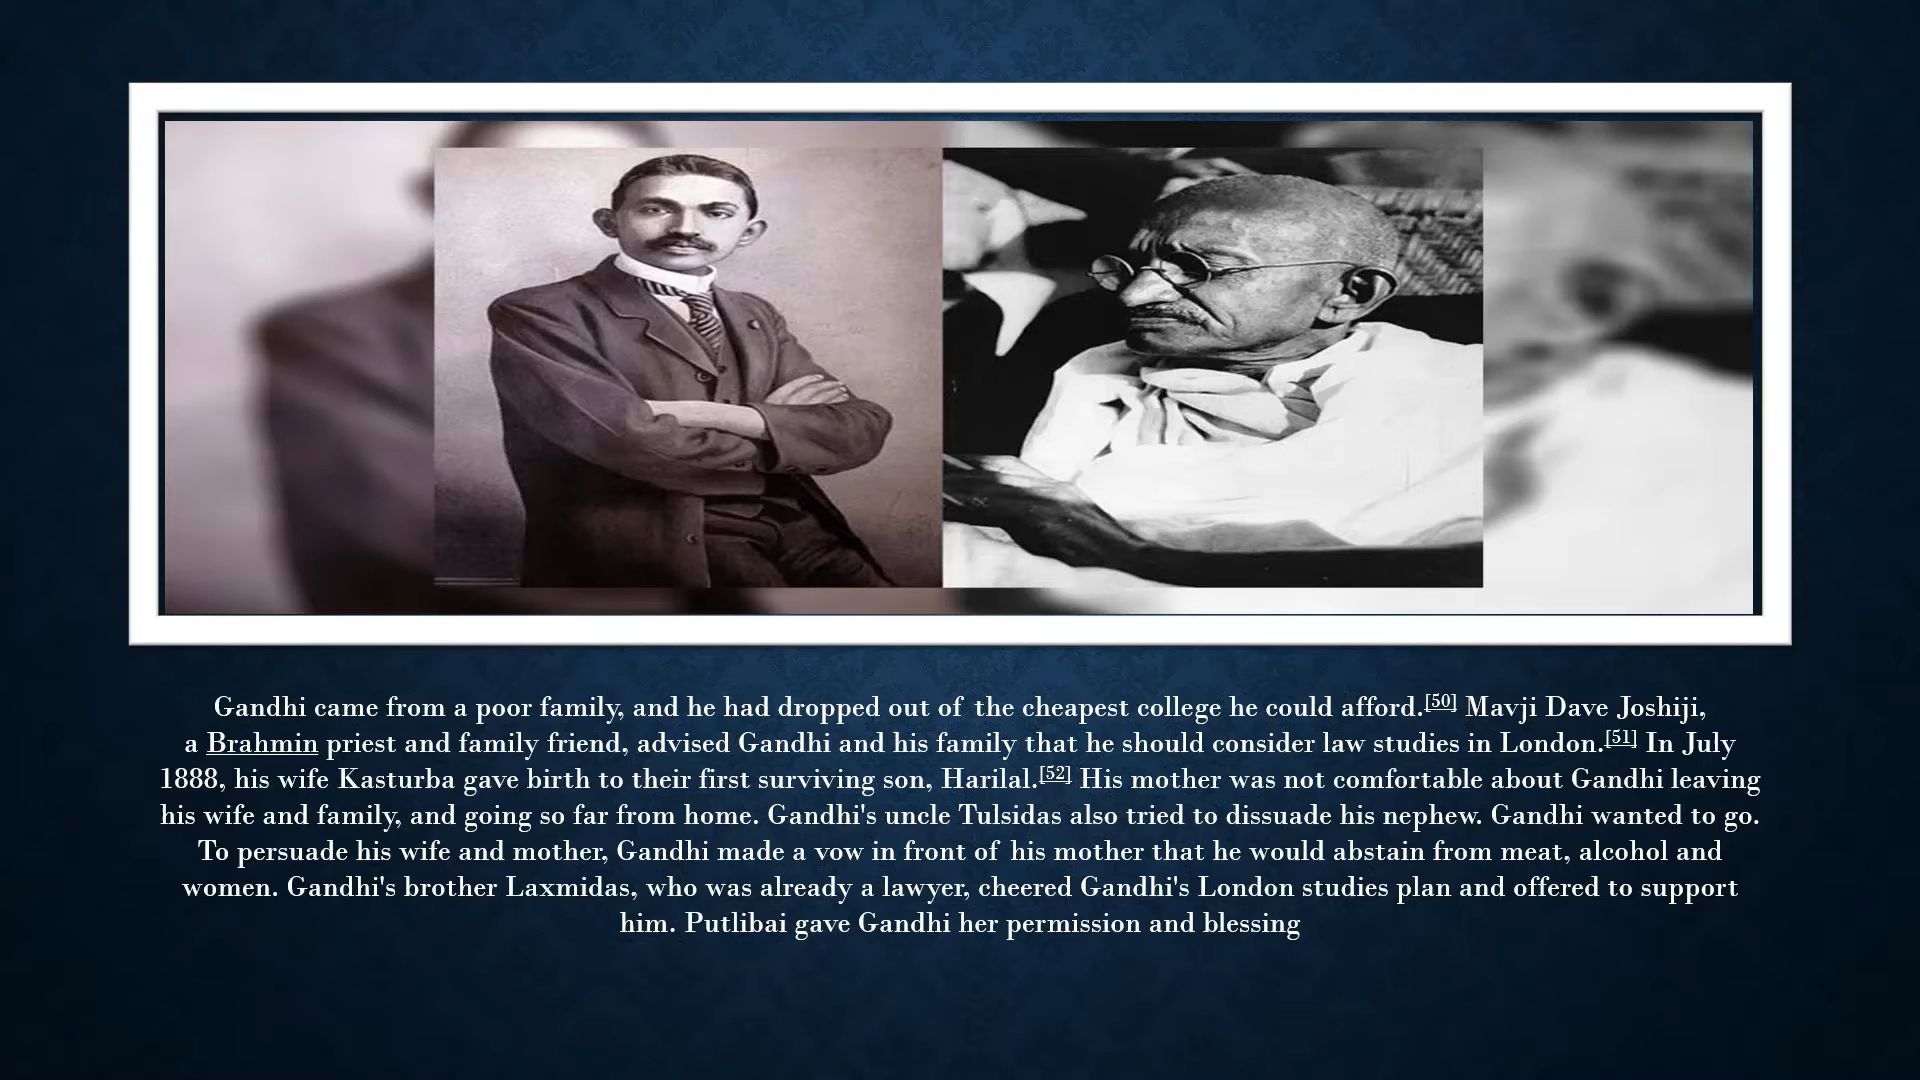 Gandhi came from a poor family, and he had dropped out of the cheapest college he could afford.[50] Mavji Dave Joshiji,
a Brahmin priest and family friend, advised Gandhi and his family that he should consider law studies in London.[51] In July
1888, his wife Kasturba gave birth to their first surviving son, Harilal.[52] His mother was not comfortable about Gandhi leaving
his wife and family, and going so far from home. Gandhi's uncle Tulsidas also tried to dissuade his nephew. Gandhi wanted to go.
To persuade his wife and mother, Gandhi made a vow in front of his mother that he would abstain from meat, alcohol and
women. Gandhi's brother Laxmidas, who was already a lawyer, cheered Gandhi's London studies plan and offered to support
him. Putlibai gave Gandhi her permission and blessing